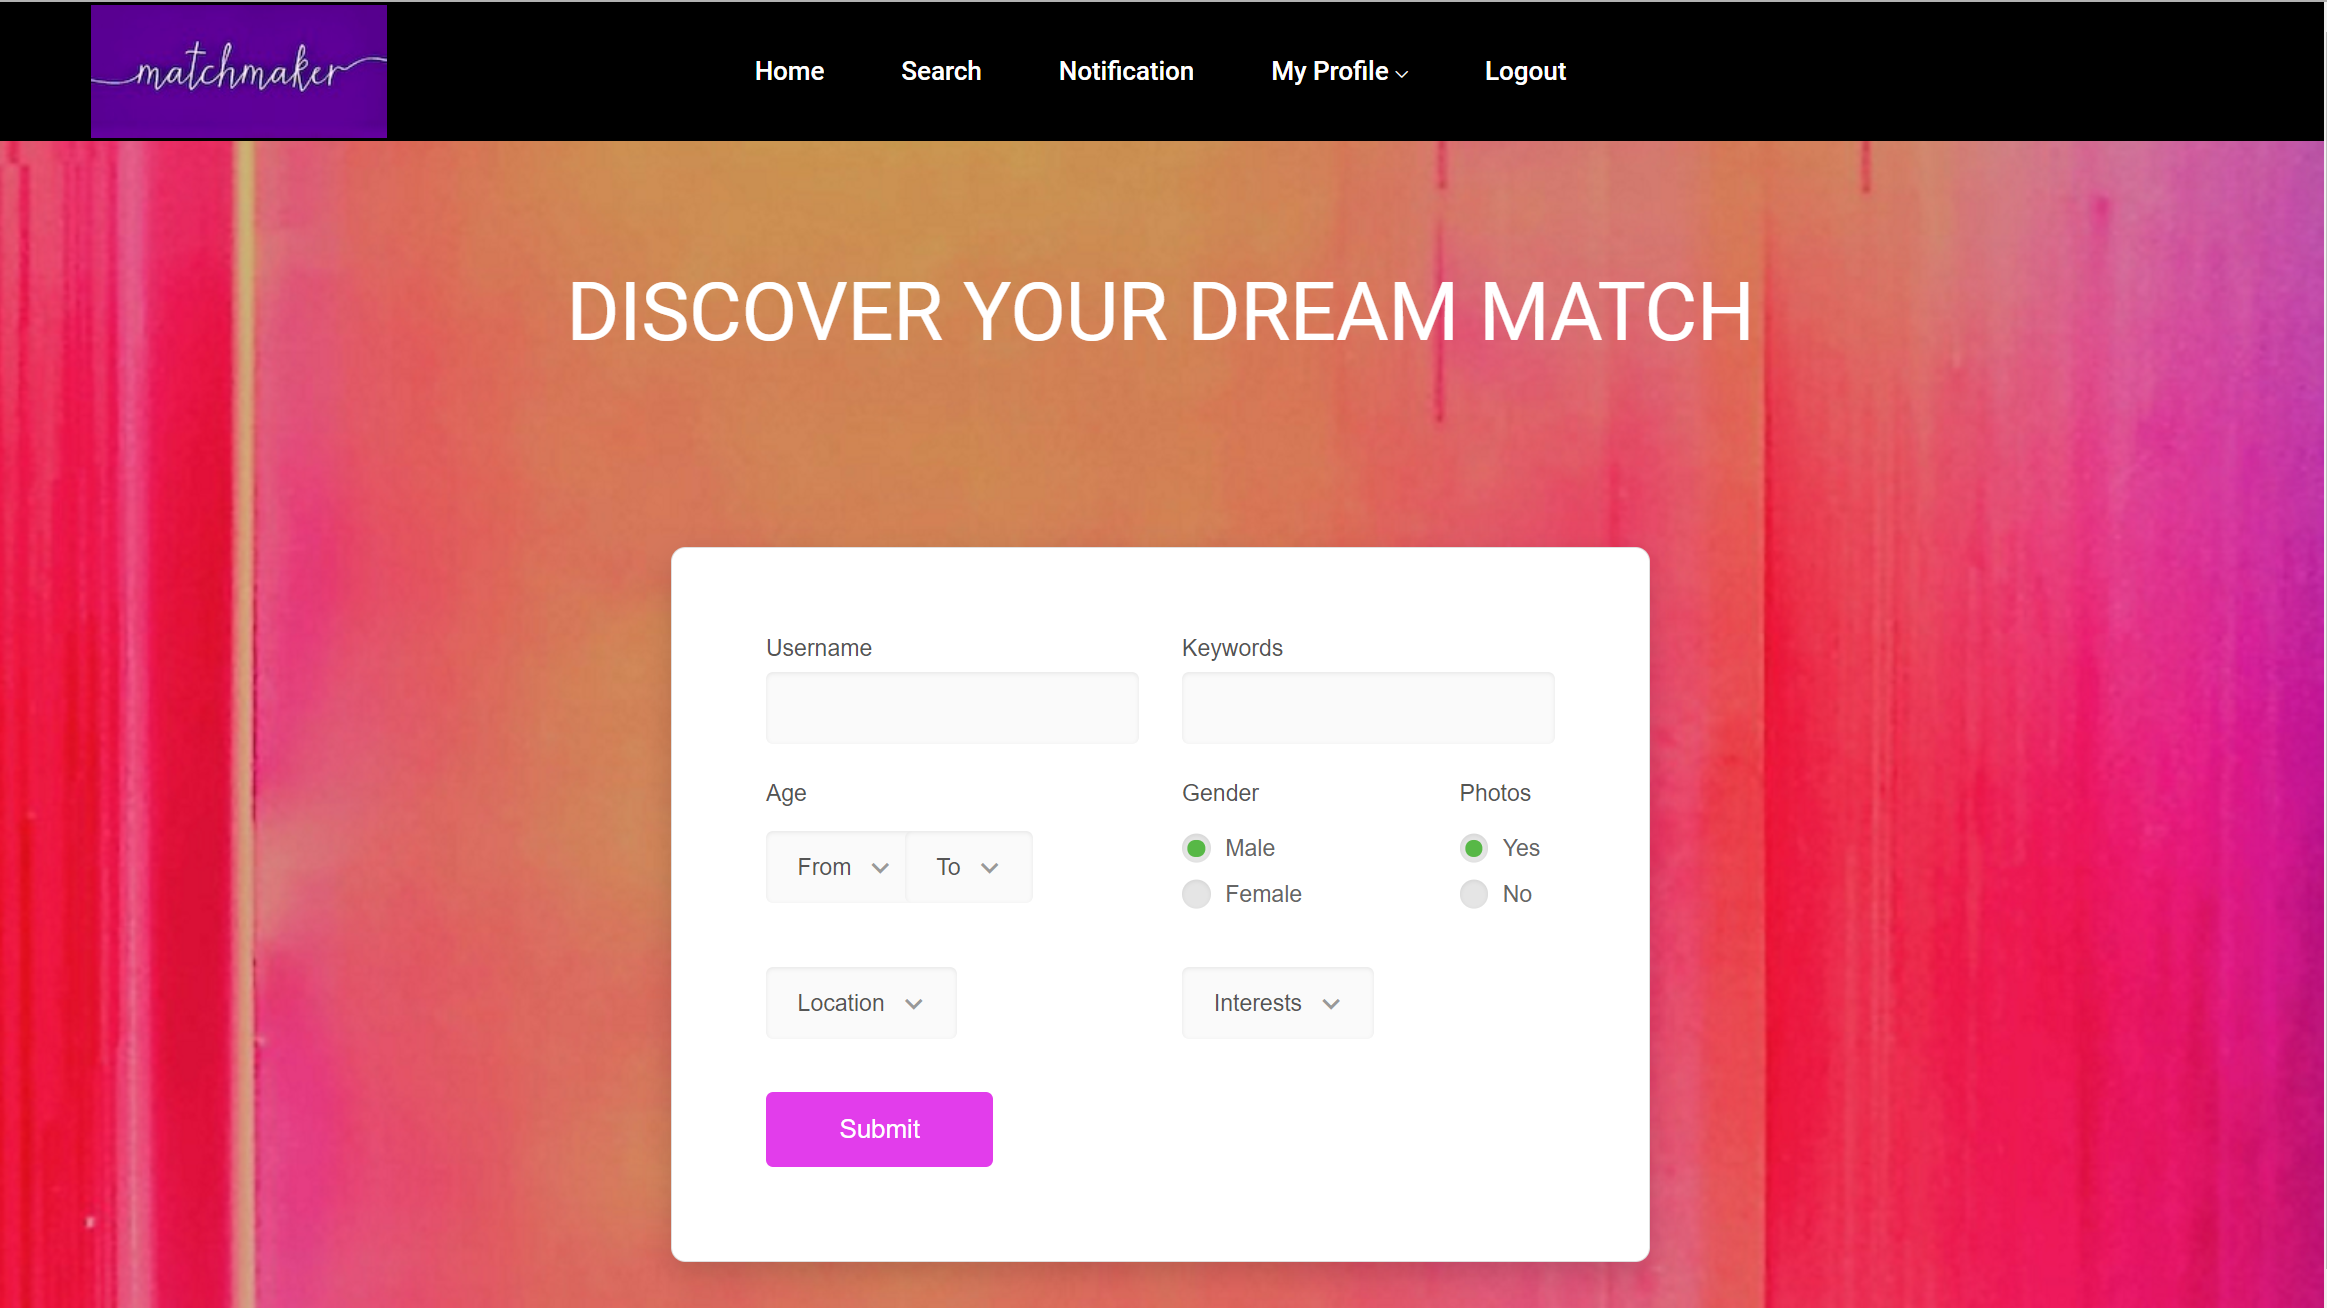 matchmaker
Home Search Notification My Profile Logout
DISCOVER YOUR DREAM MATCH
Username Keywords
Age Gender Photos
From To Male Yes
Female No
Location Interests
Submit